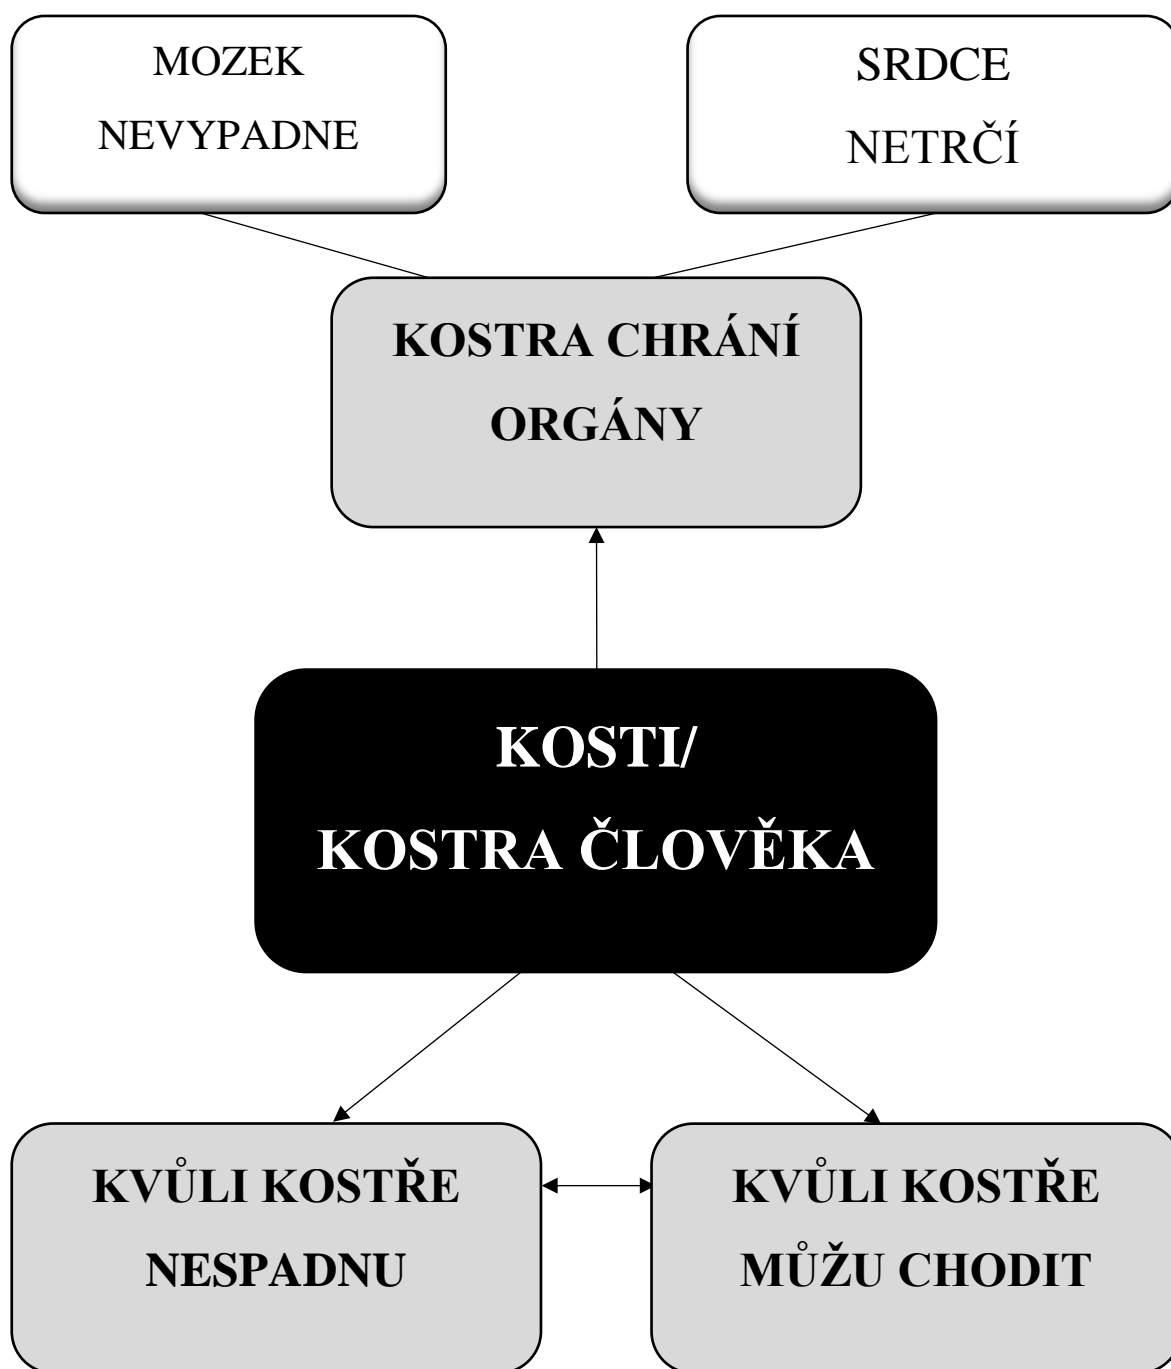 MOZEK
NEVYPADNE
SRDCE
NETRČÍ
KOSTRA CHRÁNÍ
ORGÁNY
KOSTI/
KOSTRA ČLOVĚKA
KVŮLI KOSTŘE
NESPADNU
KVŮLI KOSTŘE
MŮŽU CHODIT